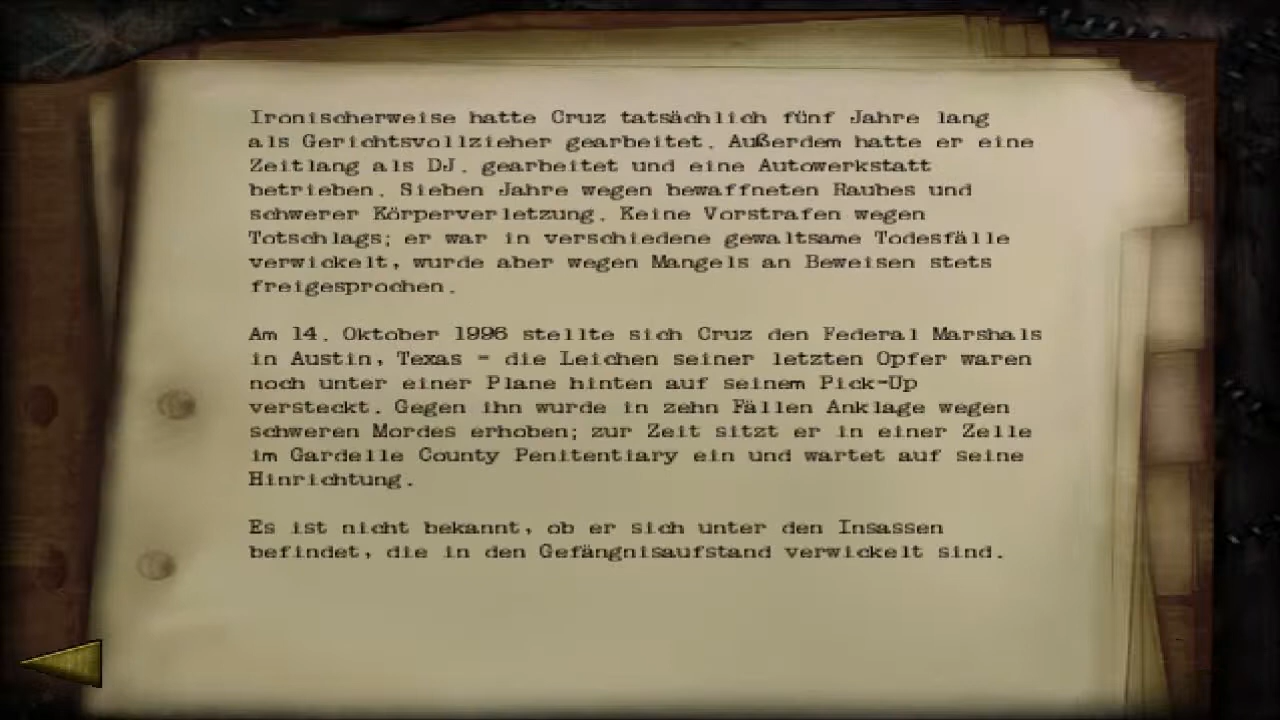 Ironischerweise hatte Cruz tatsächlich fünf Jahre lang
als Gerichtsvollzieher gearbeitet. Außerdem hatte er eine
Zeitlang als DJ. gearbeitet und eine Autowerkstatt
betrieben. Sieben Jahre wegen bewaffneten Raubes und
schwerer Körperverletzung. Keine Vorstrafen wegen
Totschlags; er war in verschiedene gewaltsame Todesfälle
verwickelt, wurde aber wegen Mangels an Beweisen stets
freigesprochen.

Am 14. Oktober 1996 stellte sich Cruz den Federal Marshals
in Austin, Texas - die Leichen seiner letzten Opfer waren
noch unter einer Plane hinten auf seinem Pick-Up
versteckt. Gegen ihn wurde in zehn Fällen Anklage wegen
schweren Mordes erhoben; zur Zeit sitzt er in einer Zelle
im Gardelle County Penitentiary ein und wartet auf seine
Hinrichtung.

Es ist nicht bekannt, ob er sich unter den Insassen
befindet, die in den Gefängnisaufstand verwickelt sind.